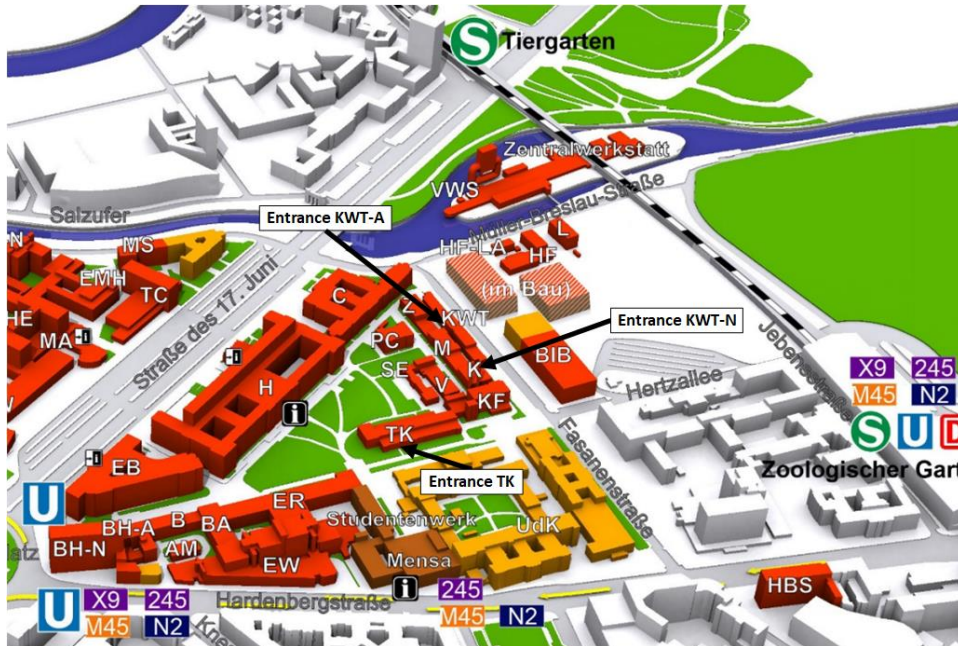 S Tiergarten
Zentralwerkstatt
VWS
Müller-Breslau-Straße
Salzufer
Entrance KWT-A
L
HF-LA
HF
N
MS
EMH
TC
Straße des 17. Juni
C
(im Bau)
Z
KWT
HE
MA
PC
M
Entrance KWT-N
BIB
Jebensstraße
H
SE
V
K
KF
Hertzallee
X9 245
M45 N2
i
TK
S U D
EB
Entrance TK
Fasanenstraße
Zoologischer Gart
U
ER
B
BH-A
BA
Studentenwerk
UdK
BH-N
AM
EW
Mensa
atz
i
HBS
U X9 245
M45 N2
Hardenbergstraße
245
M45 N2
Kne